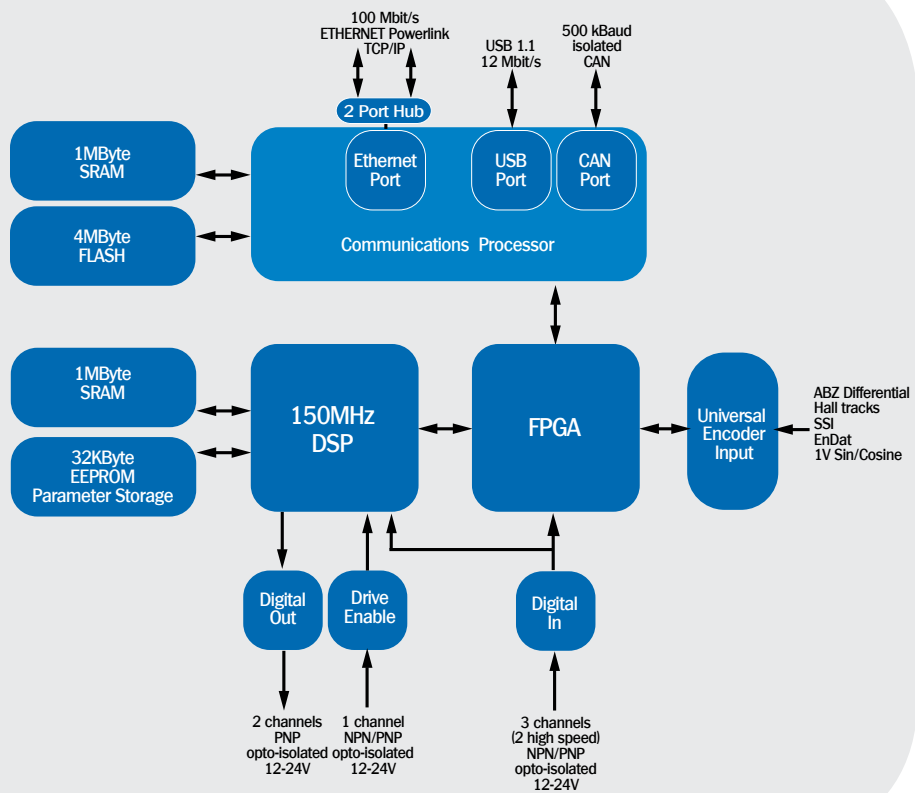 100 Mbit/s
ETHERNET Powerlink
TCP/IP
USB 1.1
12 Mbit/s
500 kBaud
isolated
CAN
2 Port Hub
1MByte
SRAM
Ethernet
Port
USB
Port
CAN
Port
4MByte
FLASH
Communications Processor
1MByte
SRAM
150MHz
DSP
FPGA
Universal
Encoder
Input
ABZ Differential
Hall tracks
SSI
EnDat
1V Sin/Cosine
32KByte
EEPROM
Parameter Storage
Digital
Out
Drive
Enable
Digital
In
2 channels
PNP
opto-isolated
12-24V
1 channel
NPN/PNP
opto-isolated
12-24V
3 channels
(2 high speed)
NPN/PNP
opto-isolated
12-24V